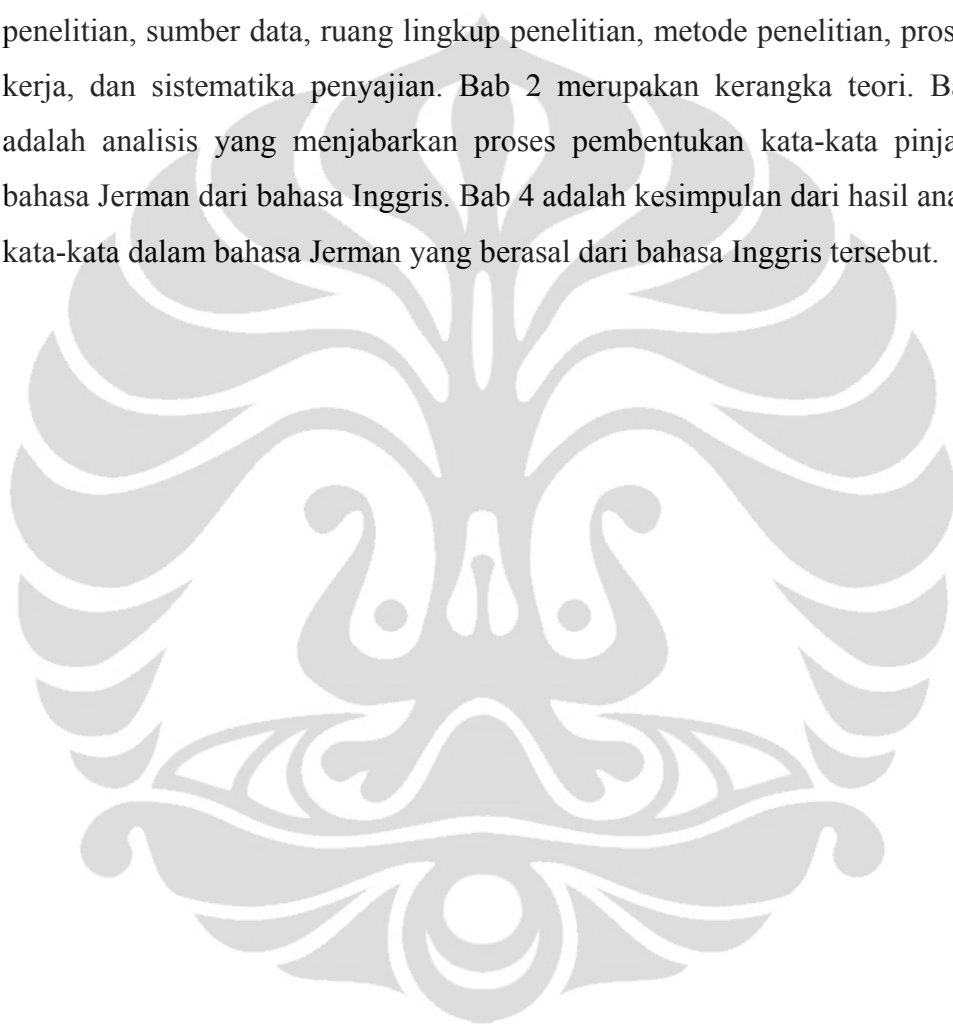 penelitian, sumber data, ruang lingkup penelitian, metode penelitian, pros
kerja, dan sistematika penyajian. Bab 2 merupakan kerangka teori. Ba
adalah analisis yang menjabarkan proses pembentukan kata-kata pinja
bahasa Jerman dari bahasa Inggris. Bab 4 adalah kesimpulan dari hasil ana
kata-kata dalam bahasa Jerman yang berasal dari bahasa Inggris tersebut.